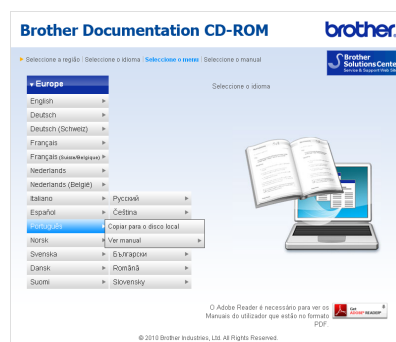 Brother Documentation CD-ROM
brother
Seleccione a região | Seleccione o idioma | Seleccione o menu | Seleccione o manual
Brother
Solutions Cente
Service & Support Web Sit
Europe
Seleccione o idioma
English
Deutsch
Deutsch (Schweiz)
Français
Français (Suisse/Belgique)
Nederlands
Nederlands (België)
Italiano
Русский
Español
Čeština
Português
Copiar para o disco local
Norsk
Ver manual
Svenska
Български
Dansk
Română
Suomi
Slovensky
O Adobe Reader é necessário para ver os
Manuais do utilizador que estão no formato
PDF.
Get
ADOBE® READER®
© 2010 Brother Industries, Ltd. All Rights Reserved.